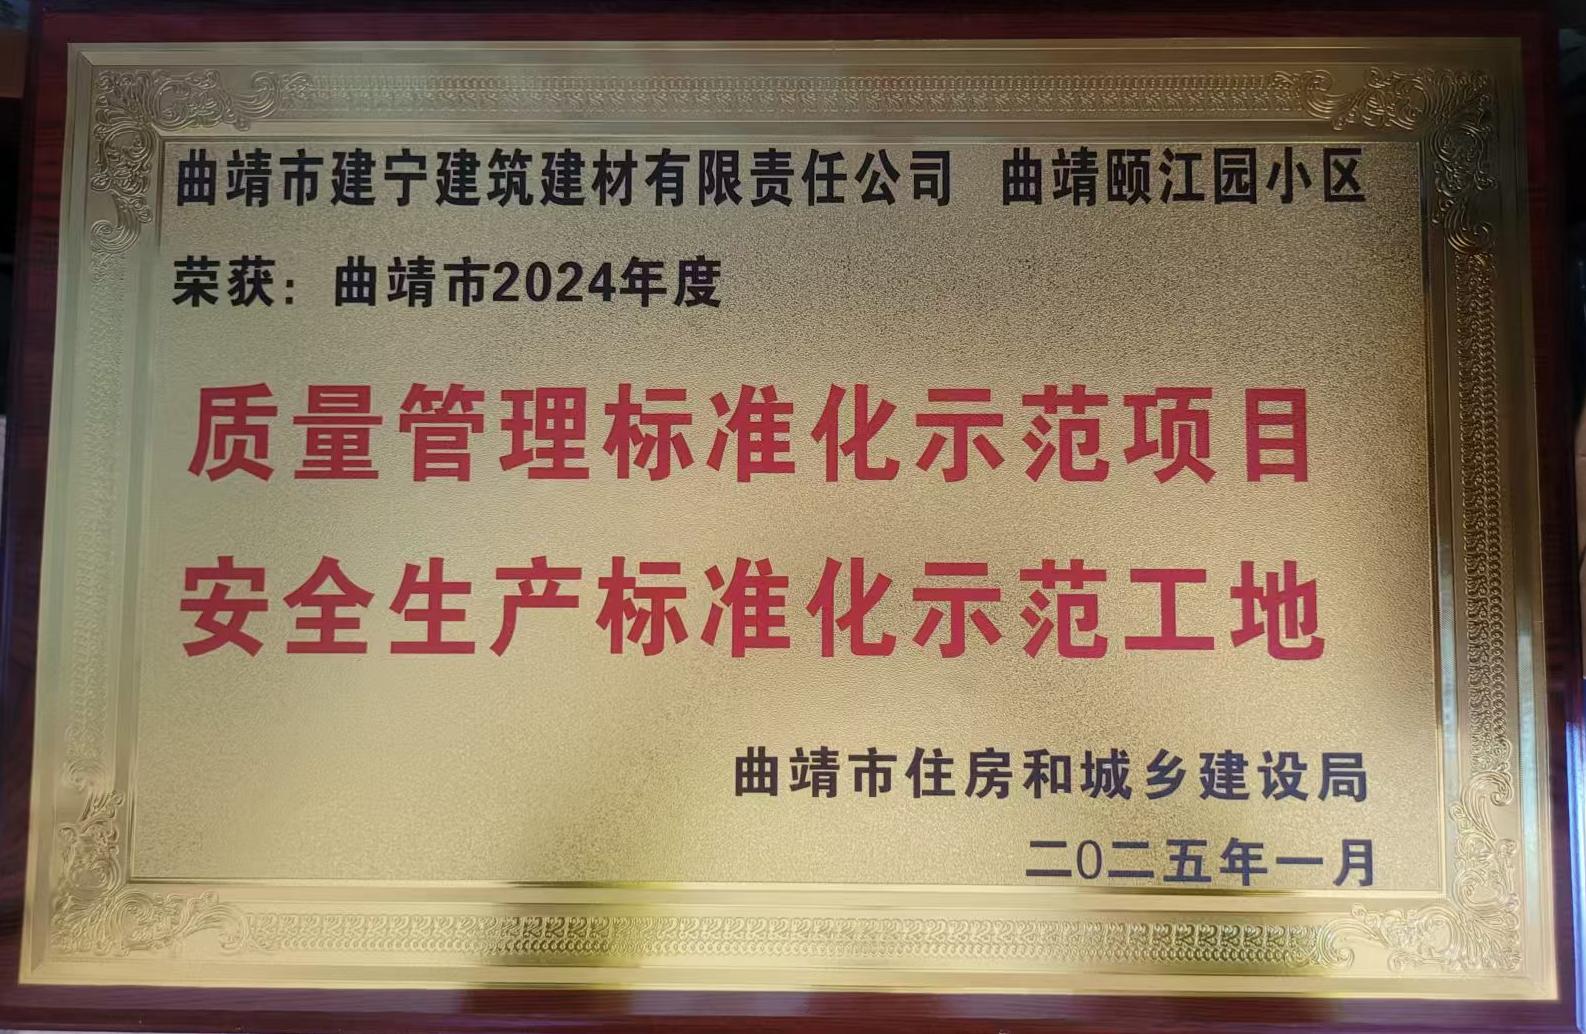 曲靖市建宁建筑建材有限责任公司 曲靖颐江园小区
荣获：曲靖市2024年度
质量管理标准化示范项目
安全生产标准化示范工地
曲靖市住房和城乡建设局
二0二五年一月